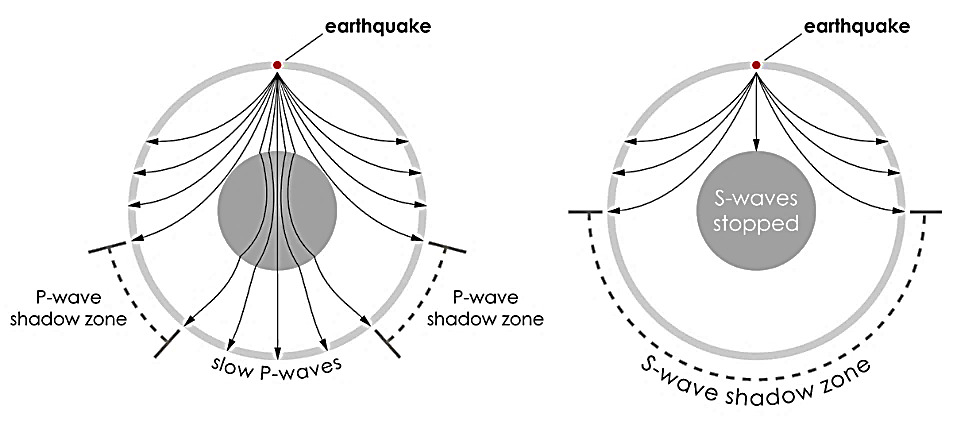 earthquake
P-wave
shadow zone
P-wave
shadow zone
slow P-waves
earthquake
S-waves
stopped
S-wave shadow zone